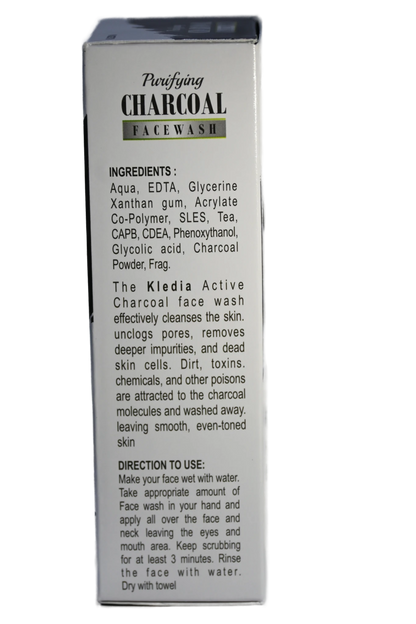 Purifying
CHARCOAL
FACEWASH
INGREDIENTS :
Aqua, EDTA, Glycerine
Xanthan gum, Acrylate
Co-Polymer, SLES, Tea,
CAPB, CDEA, Phenoxythanol,
Glycolic acid, Charcoal
Powder, Frag.
The Kledia Active
Charcoal face wash
effectively cleanses the skin.
unclogs pores, removes
deeper impurities, and dead
skin cells. Dirt, toxins.
chemicals, and other poisons
are attracted to the charcoal
molecules and washed away.
leaving smooth, even-toned
skin
DIRECTION TO USE:
Make your face wet with water.
Take appropriate amount of
Face wash in your hand and
apply all over the face and
neck leaving the eyes and
mouth area. Keep scrubbing
for at least 3 minutes. Rinse
the face with water.
Dry with towel